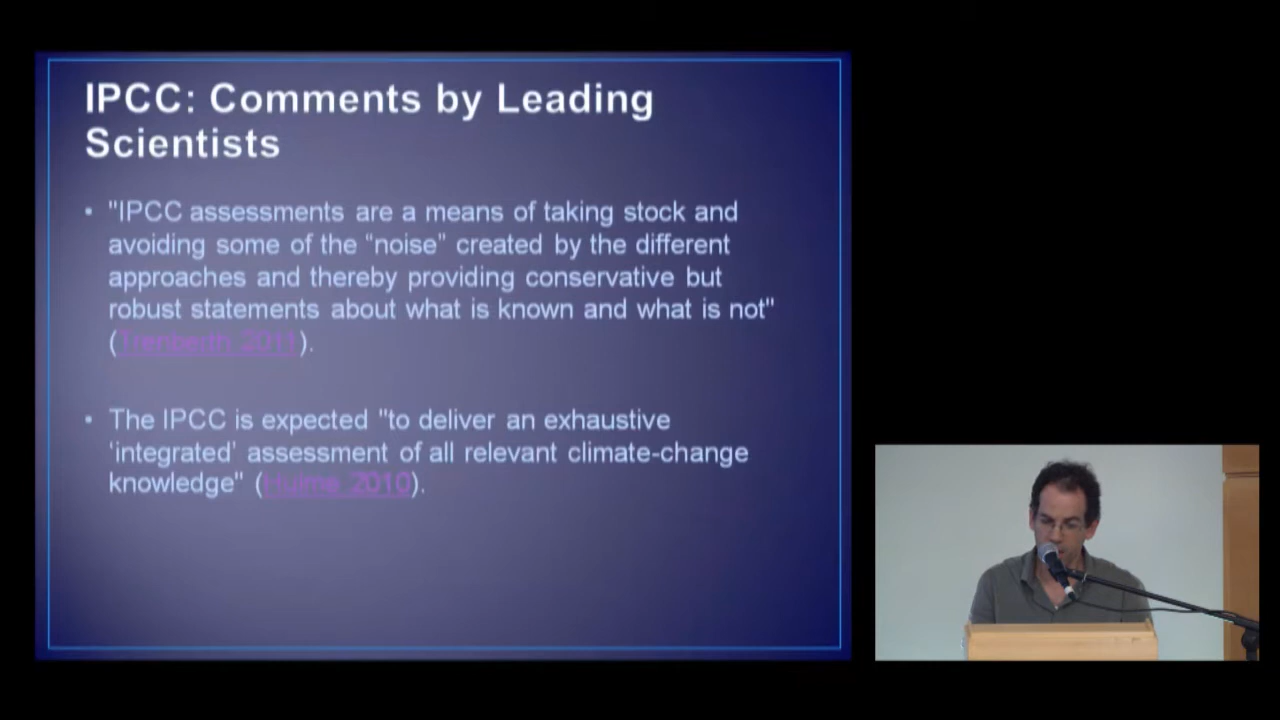 IPCC: Comments by Leading
Scientists
• "IPCC assessments are a means of taking stock and
avoiding some of the “noise” created by the different
approaches and thereby providing conservative but
robust statements about what is known and what is not"
(Trenberth 2011).
• The IPCC is expected "to deliver an exhaustive
‘integrated’ assessment of all relevant climate-change
knowledge" (Hulme 2010).